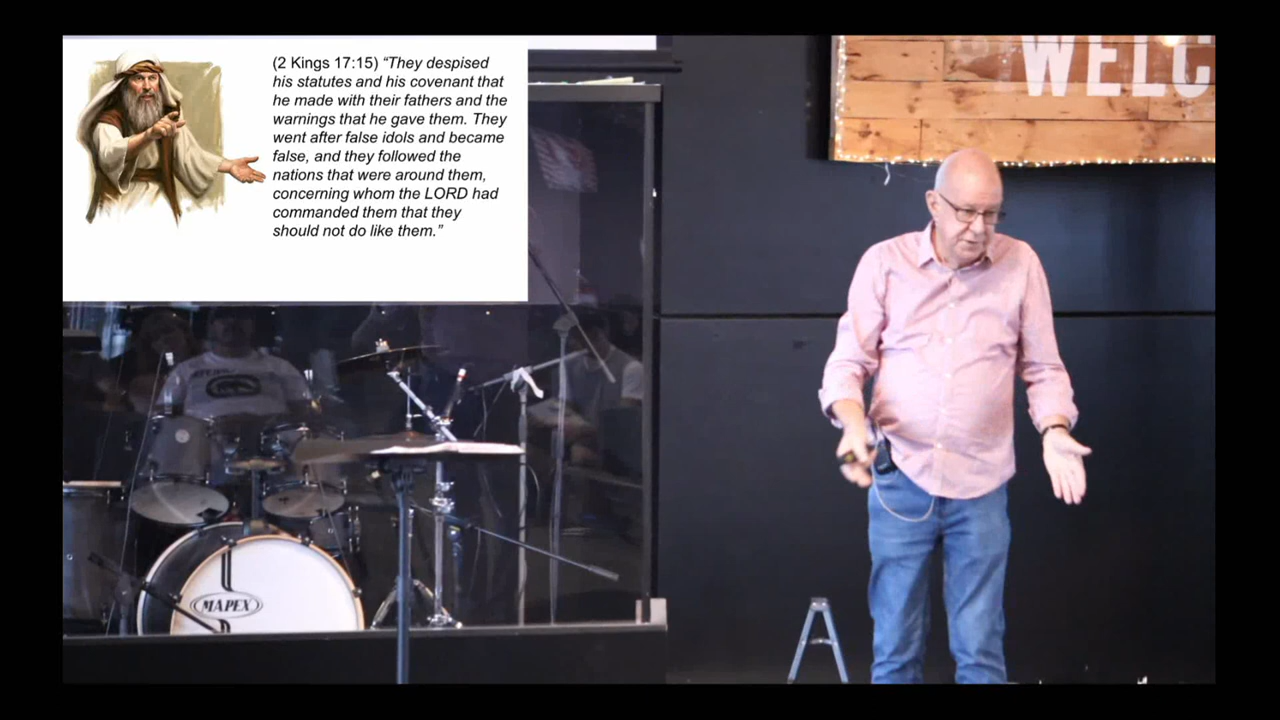 (2 Kings 17:15) “They despised
his statutes and his covenant that
he made with their fathers and the
warnings that he gave them. They
went after false idols and became
false, and they followed the
nations that were around them,
concerning whom the LORD had
commanded them that they
should not do like them.”
WELC
MAPEX